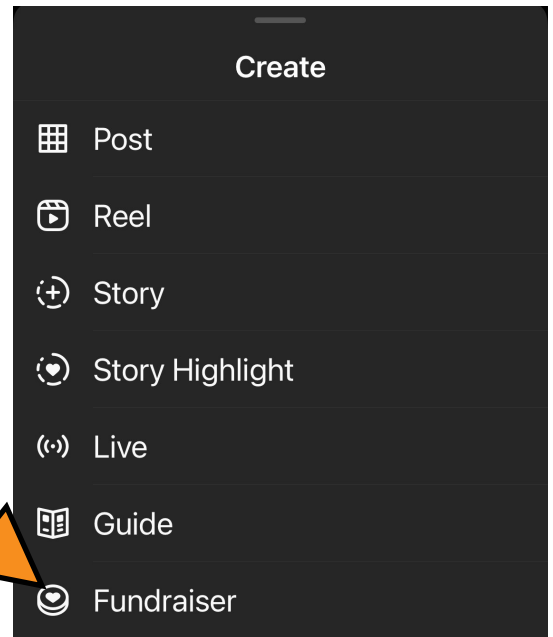 Create
Post
Reel
Story
Story Highlight
Live
Guide
Fundraiser